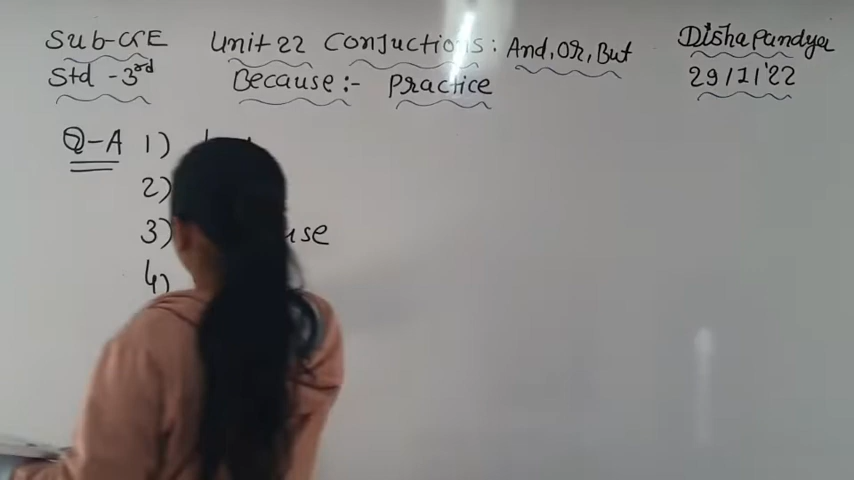 Sub-CRE Unit 22 Conjuctions: And, Or, But Disha Pandya
Std - 3rd Because:- Practice 29/11/'22
Q-A 1)
2)
3)
4)